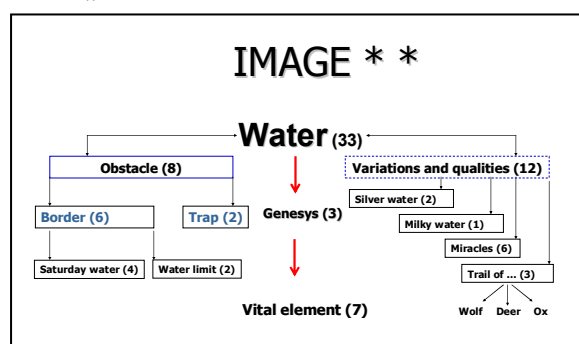 IMAGE * *
Water (33)
Obstacle (8)
Variations and qualities (12)
Border (6)
Trap (2)
Genesys (3)
Silver water (2)
Milky water (1)
Miracles (6)
Saturday water (4)
Water limit (2)
Trail of ... (3)
Vital element (7)
Wolf Deer Ox